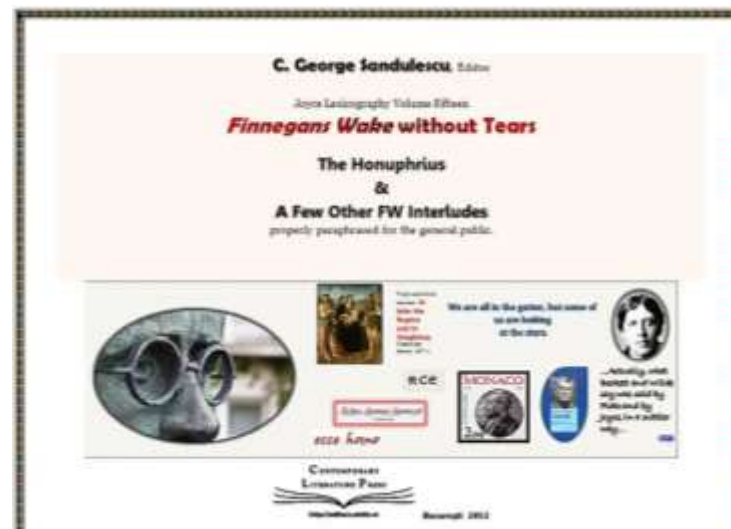 C. George Sandulescu, Editor
Joyce Lexicography Volume Fifteen
Finnegans Wake without Tears
The Honuphrius
&
A Few Other FW Interludes
properly paraphrased for the general public.
We are all in the gutter, but some of
us are looking
at the stars.
HCE
MONACO
ecce homo
Contemporary
Literature Press
București 2012